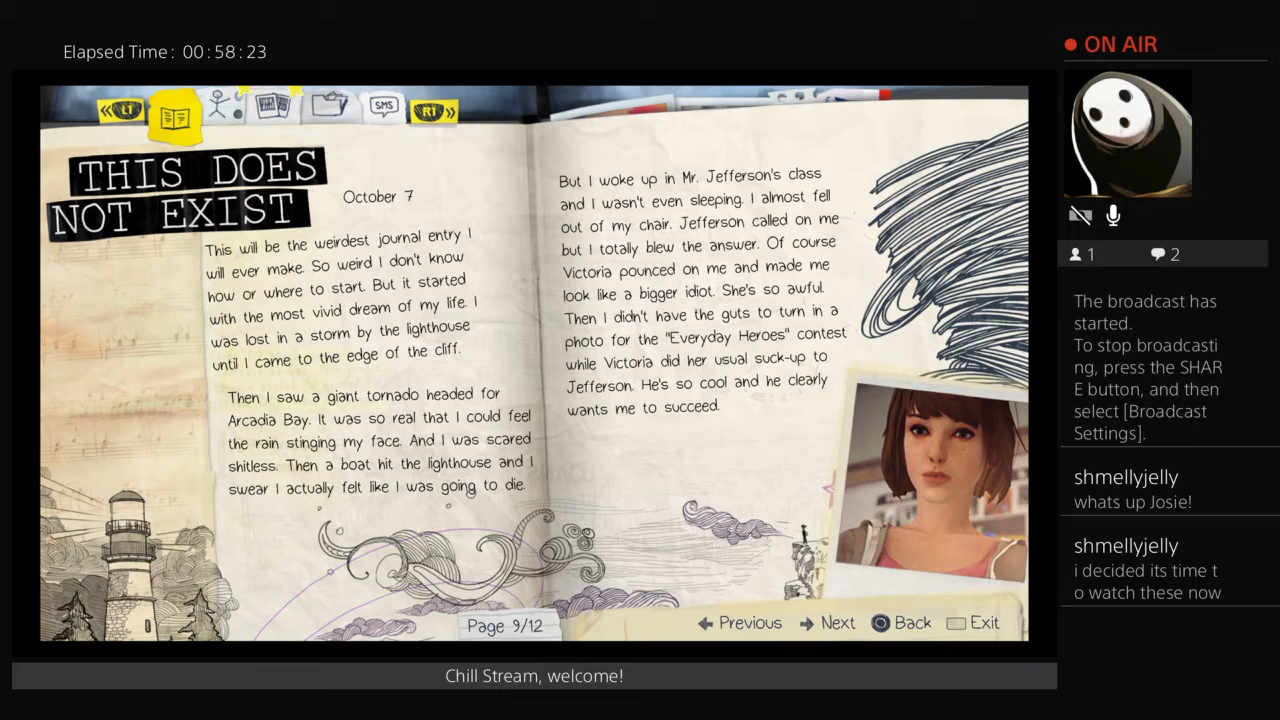 Elapsed Time: 00:58:23
ON AIR
LT
SMS
R1
THIS DOES
NOT EXIST
October 7
This will be the weirdest journal entry I
will ever make. So weird I don't know
how or where to start. But it started
with the most vivid dream of my life. I
was lost in a storm by the lighthouse
until I came to the edge of the cliff.
Then I saw a giant tornado headed for
Arcadia Bay. It was so real that I could feel
the rain stinging my face. And I was scared
shitless. Then a boat hit the lighthouse and I
swear I actually felt like I was going to die.
But I woke up in Mr. Jefferson's class
and I wasn't even sleeping. I almost fell
out of my chair. Jefferson called on me
but I totally blew the answer. Of course
Victoria pounced on me and made me
look like a bigger idiot. She's so awful.
Then I didn't have the guts to turn in a
photo for the "Everyday Heroes" contest
while Victoria did her usual suck-up to
Jefferson. He's so cool and he clearly
wants me to succeed.
Page 9/12
Previous Next Back Exit
1 2
The broadcast has
started.
To stop broadcasti
ng, press the SHAR
E button, and then
select [Broadcast
Settings].
shmellyjelly
whats up Josie!
shmellyjelly
i decided its time t
o watch these now
Chill Stream, welcome!